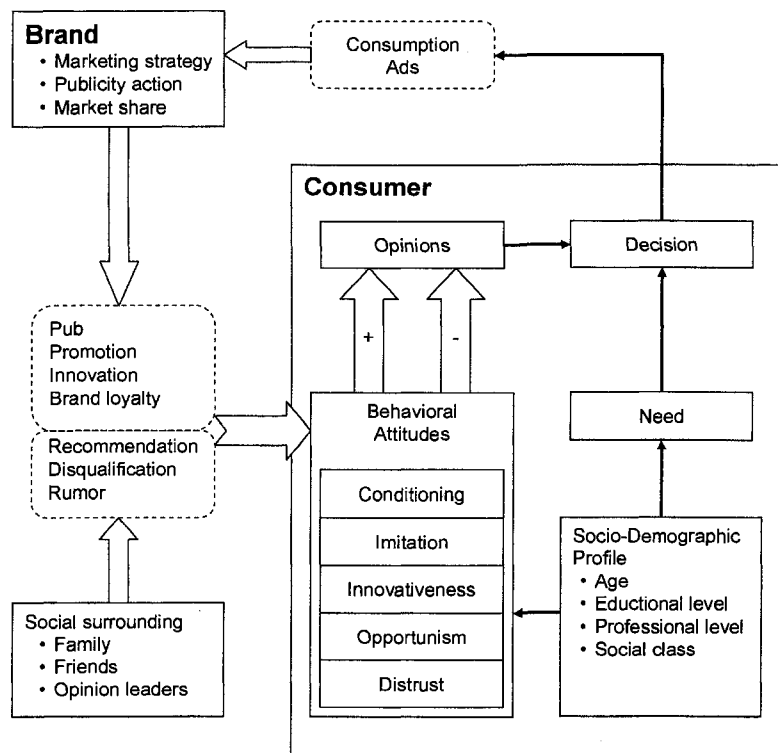 Brand
• Marketing strategy
• Publicity action
• Market share
Consumption
Ads
Consumer
Opinions
Decision
+
-
Pub
Promotion
Innovation
Brand loyalty
Recommendation
Disqualification
Rumor
Behavioral
Attitudes
Need
Conditioning
Imitation
Innovativeness
Opportunism
Distrust
Socio-Demographic
Profile
• Age
• Eductional level
• Professional level
• Social class
Social surrounding
• Family
• Friends
• Opinion leaders